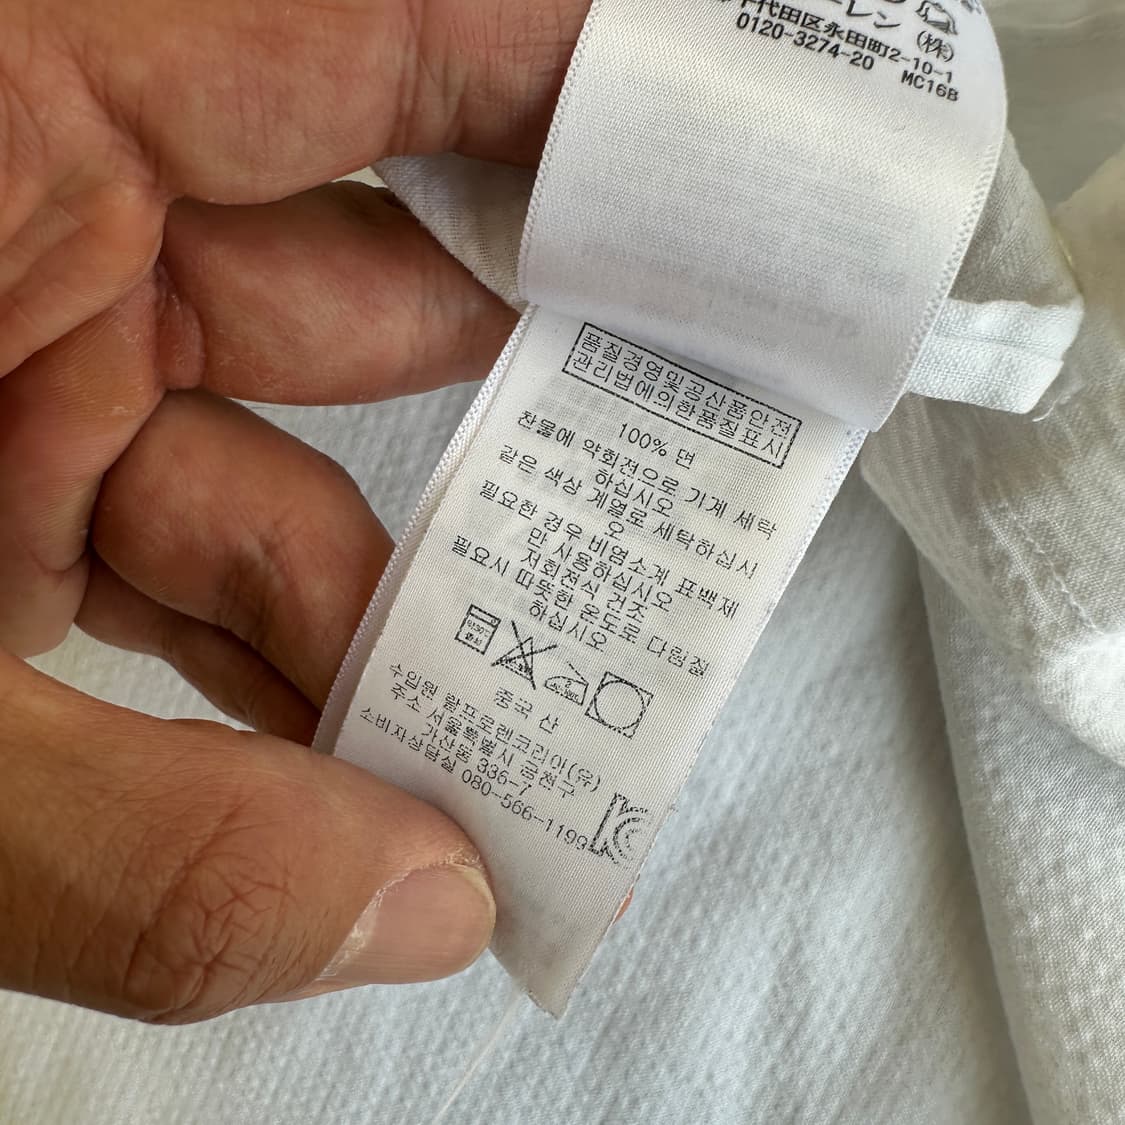 レン (株)
千代田区永田町2-10-1
0120-3274-20 MC16B
품질경영및공산품안전
관리법에의한품질표시
100% 면
찬물에 약회전으로 기계 세탁
하십시오
같은 색상 계열로 세탁하십시
오
필요한 경우 비염소계 표백제
만 사용하십시오
저회전식 건조
필요시 따뜻한 온도로 다림질
하십시오
중국 산
수입원 랄프로렌코리아(유)
주소 서울특별시 금천구
가산동 336-7
소비자상담실 080-566-1199